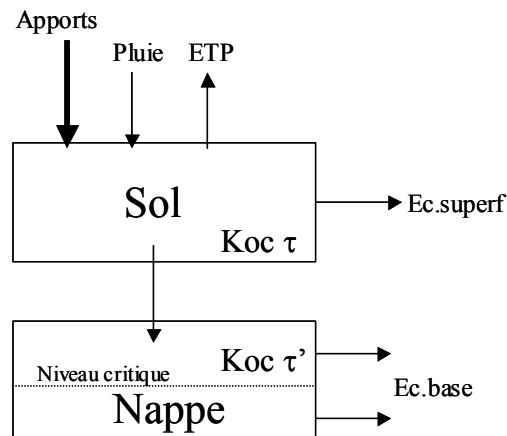 Apports
Pluie ETP
Sol
Ec.superf
Koc τ
Koc τ'
Niveau critique
Ec.base
Nappe